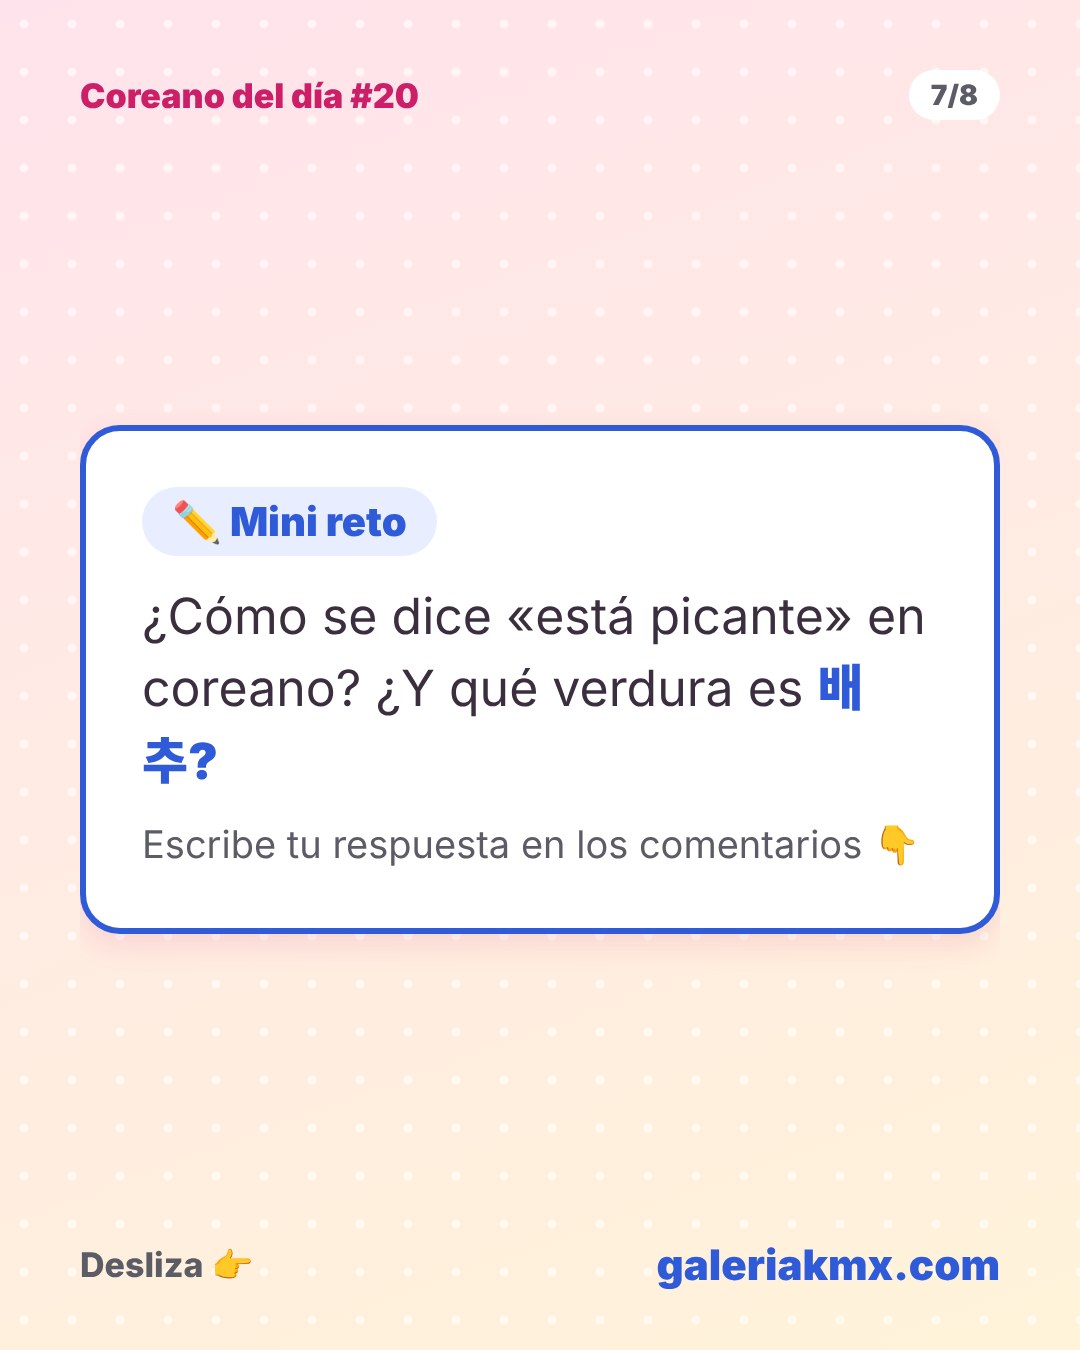 Coreano del día #20
7/8
✏️ Mini reto
¿Cómo se dice «está picante» en
coreano? ¿Y qué verdura es 배
추?
Escribe tu respuesta en los comentarios 👇
Desliza 👉
galeriakmx.com